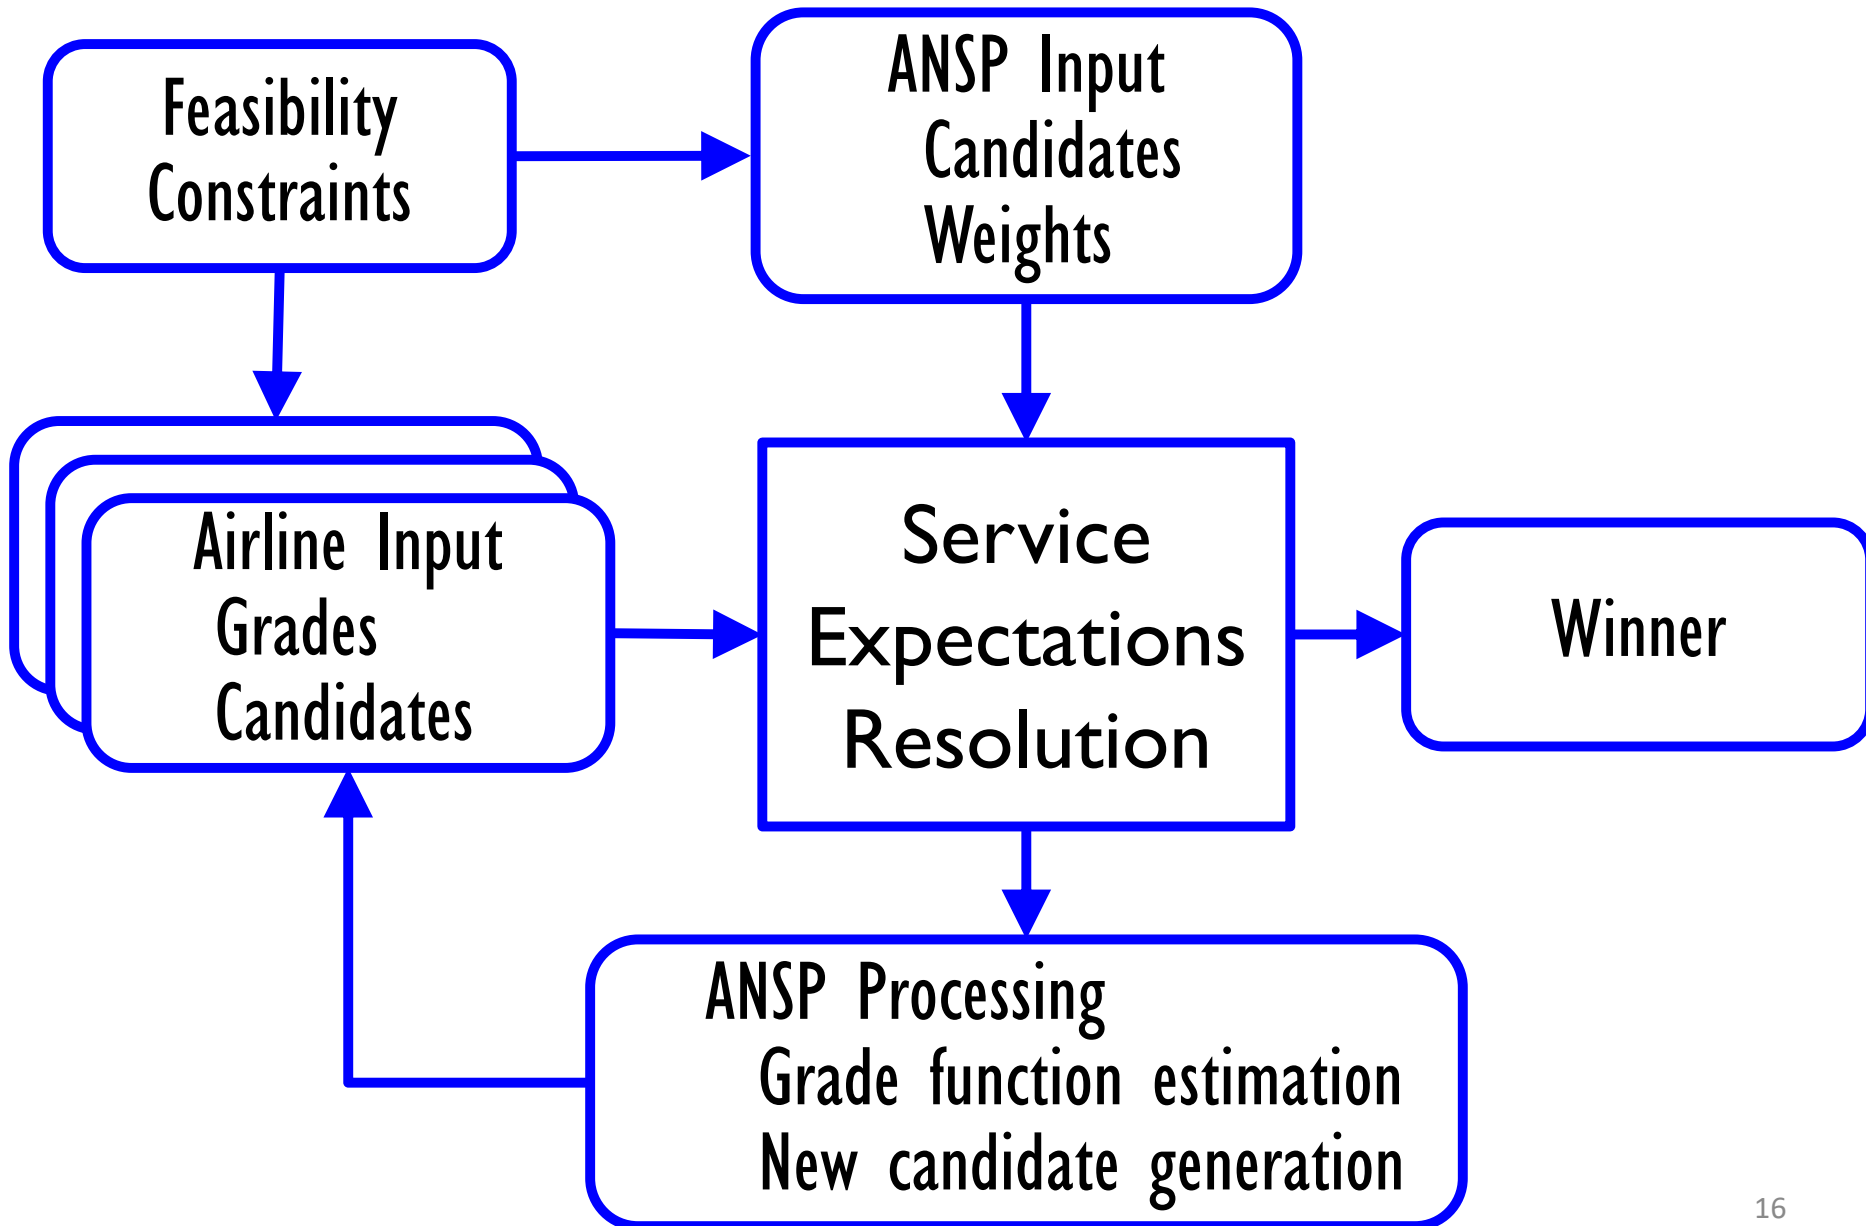 Feasibility
Constraints
ANSP Input
Candidates
Weights
Airline Input
Grades
Candidates
Service
Expectations
Resolution
Winner
ANSP Processing
Grade function estimation
New candidate generation
16